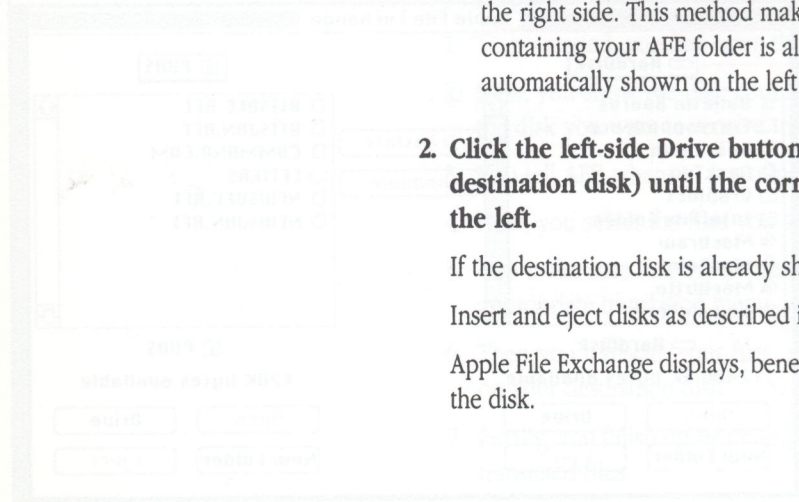 the right side. This method mak
containing your AFE folder is al
automatically shown on the left
2. Click the left-side Drive button
destination disk) until the corr
the left.
If the destination disk is already sh
Insert and eject disks as described i
Apple File Exchange displays, bene
the disk.